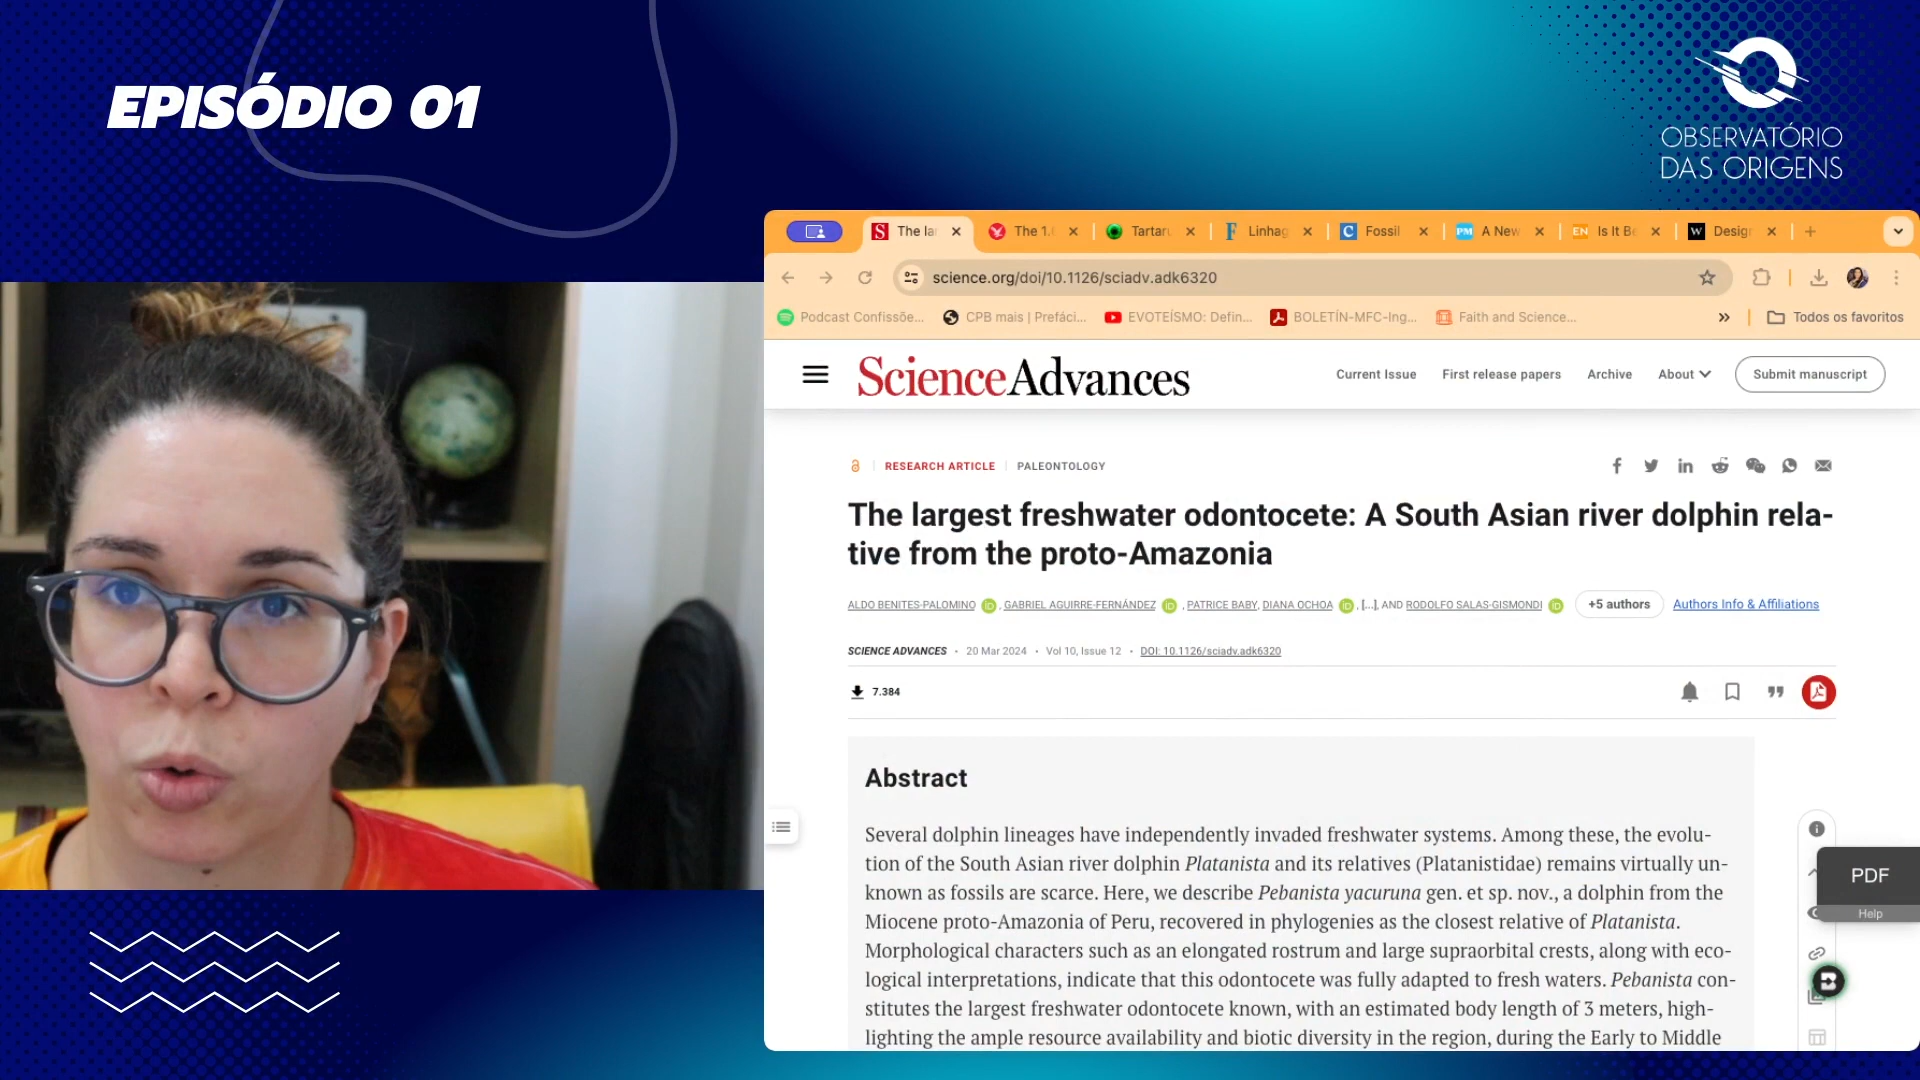 EPISÓDIO 01
OBSERVATÓRIO
DAS ORIGENS
The la
The 1.
Tartar
Linhag
Fossil
A New
Is It B
Design
science.org/doi/10.1126/sciadv.adk6320
Podcast Confissõe...
CPB mais | Prefáci...
EVOTEÍSMO: Defin...
BOLETÍN-MFC-Ing...
Faith and Science...
Todos os favoritos
ScienceAdvances
Current Issue
First release papers
Archive
About
Submit manuscript
RESEARCH ARTICLE
PALEONTOLOGY
The largest freshwater odontocete: A South Asian river dolphin rela-
tive from the proto-Amazonia
ALDO BENITES-PALOMINO, GABRIEL AGUIRRE-FERNÁNDEZ, PATRICE BABY, DIANA OCHOA, [...], AND RODOLFO SALAS-GISMONDI +5 authors Authors Info & Affiliations
SCIENCE ADVANCES • 20 Mar 2024 • Vol 10, Issue 12 • DOI: 10.1126/sciadv.adk6320
7.384
Abstract
Several dolphin lineages have independently invaded freshwater systems. Among these, the evolu-
tion of the South Asian river dolphin Platanista and its relatives (Platanistidae) remains virtually un-
known as fossils are scarce. Here, we describe Pebanista yacuruna gen. et sp. nov., a dolphin from the
Miocene proto-Amazonia of Peru, recovered in phylogenies as the closest relative of Platanista.
Morphological characters such as an elongated rostrum and large supraorbital crests, along with eco-
logical interpretations, indicate that this odontocete was fully adapted to fresh waters. Pebanista con-
stitutes the largest freshwater odontocete known, with an estimated body length of 3 meters, high-
lighting the ample resource availability and biotic diversity in the region, during the Early to Middle
PDF
Help